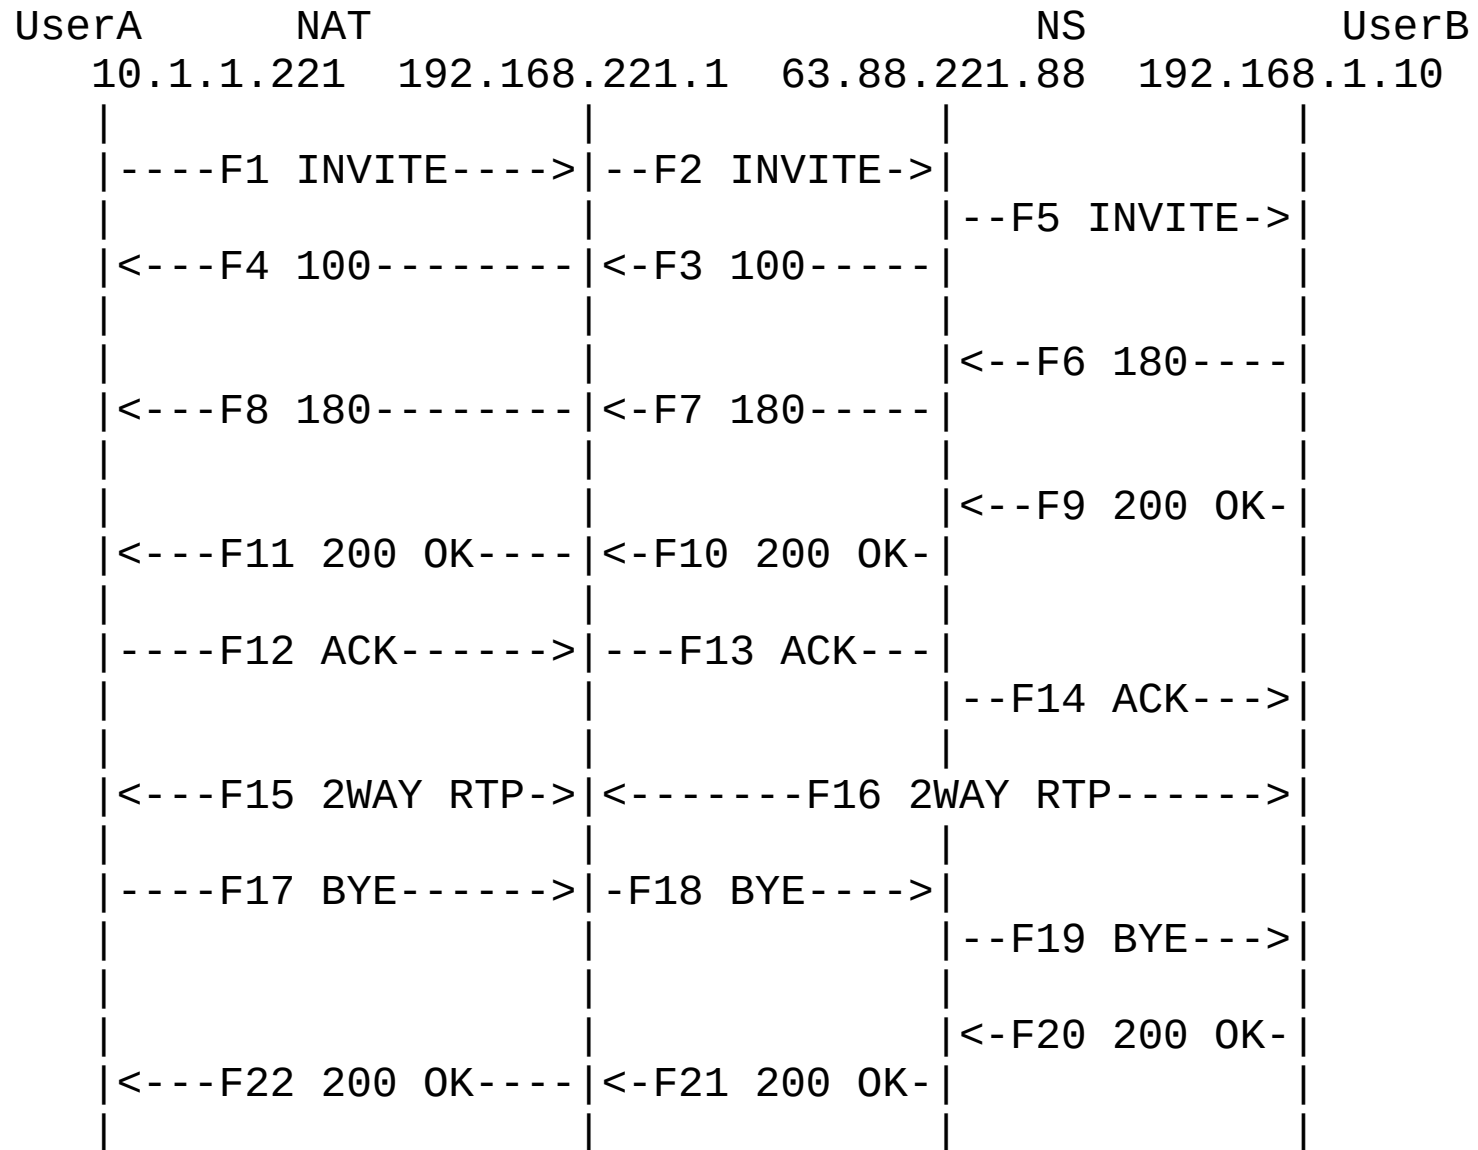 UserA      NAT                          NS          UserB
   10.1.1.221  192.168.221.1  63.88.221.88  192.168.1.10
   |                  |             |             |
   |----F1 INVITE---->|--F2 INVITE->|             |
   |                  |             |--F5 INVITE->|
   |<---F4 100--------|<-F3 100-----|             |
   |                  |             |             |
   |                  |             |<--F6 180----|
   |<---F8 180--------|<-F7 180-----|             |
   |                  |             |             |
   |                  |             |<--F9 200 OK-|
   |<---F11 200 OK----|<-F10 200 OK-|             |
   |                  |             |             |
   |----F12 ACK------>|---F13 ACK---|             |
   |                  |             |--F14 ACK--->|
   |                  |             |             |
   |<---F15 2WAY RTP->|<-------F16 2WAY RTP------>|
   |                  |             |             |
   |----F17 BYE------>|-F18 BYE---->|             |
   |                  |             |--F19 BYE--->|
   |                  |             |             |
   |                  |             |<-F20 200 OK-|
   |<---F22 200 OK----|<-F21 200 OK-|             |
   |                  |             |             |